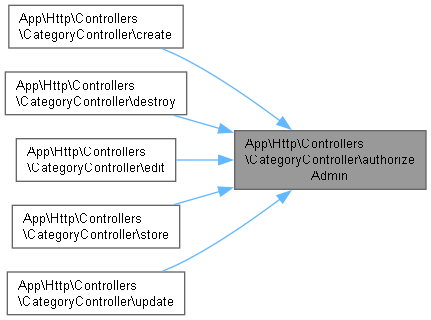 App\Http\Controllers
\CategoryController\create
App\Http\Controllers
\CategoryController\destroy
App\Http\Controllers
\CategoryController\edit
App\Http\Controllers
\CategoryController\store
App\Http\Controllers
\CategoryController\update
App\Http\Controllers
\CategoryController\authorize
Admin